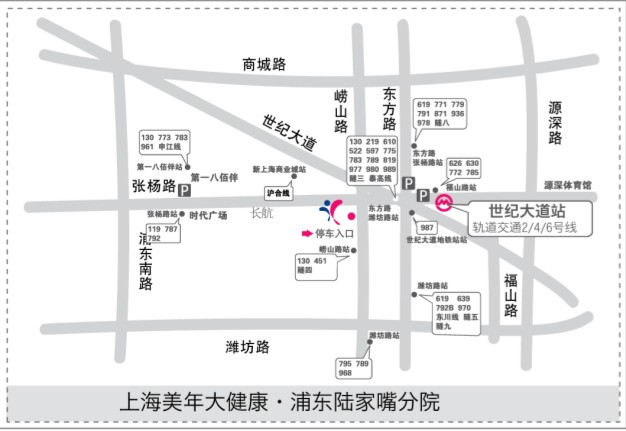 商城路
世纪大道
崂山路
东方路
源深路
619 771 779
791 871 936
978 隧八
东方路
张杨路站
130 773 783
961 申江线
第一八佰伴站
第一八佰伴
130 219 610
522 597 775
783 789 819
977 980 989
隧三 泰高线
626 630
772 785
福山路站
新上海商业城站
沪合线
张杨路
P
P
P
源深体育馆
张杨路站
时代广场
长航
119 787
792
浦东南路
停车入口
东方路
潍坊路站
世纪大道站
轨道交通2/4/6号线
987
世纪大道地铁站站
崂山路站
130 451
隧四
潍坊路站
619 639
792B 970
东川线 隧五
隧九
福山路
潍坊路
潍坊路站
795 789
968
上海美年大健康·浦东陆家嘴分院